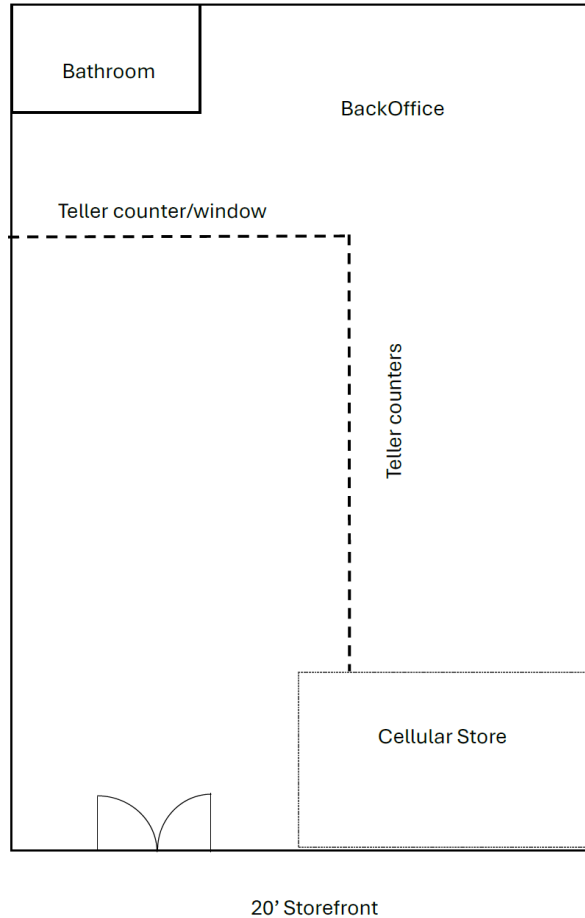 Bathroom
BackOffice
Teller counter/window
Teller counters
Cellular Store
20’ Storefront